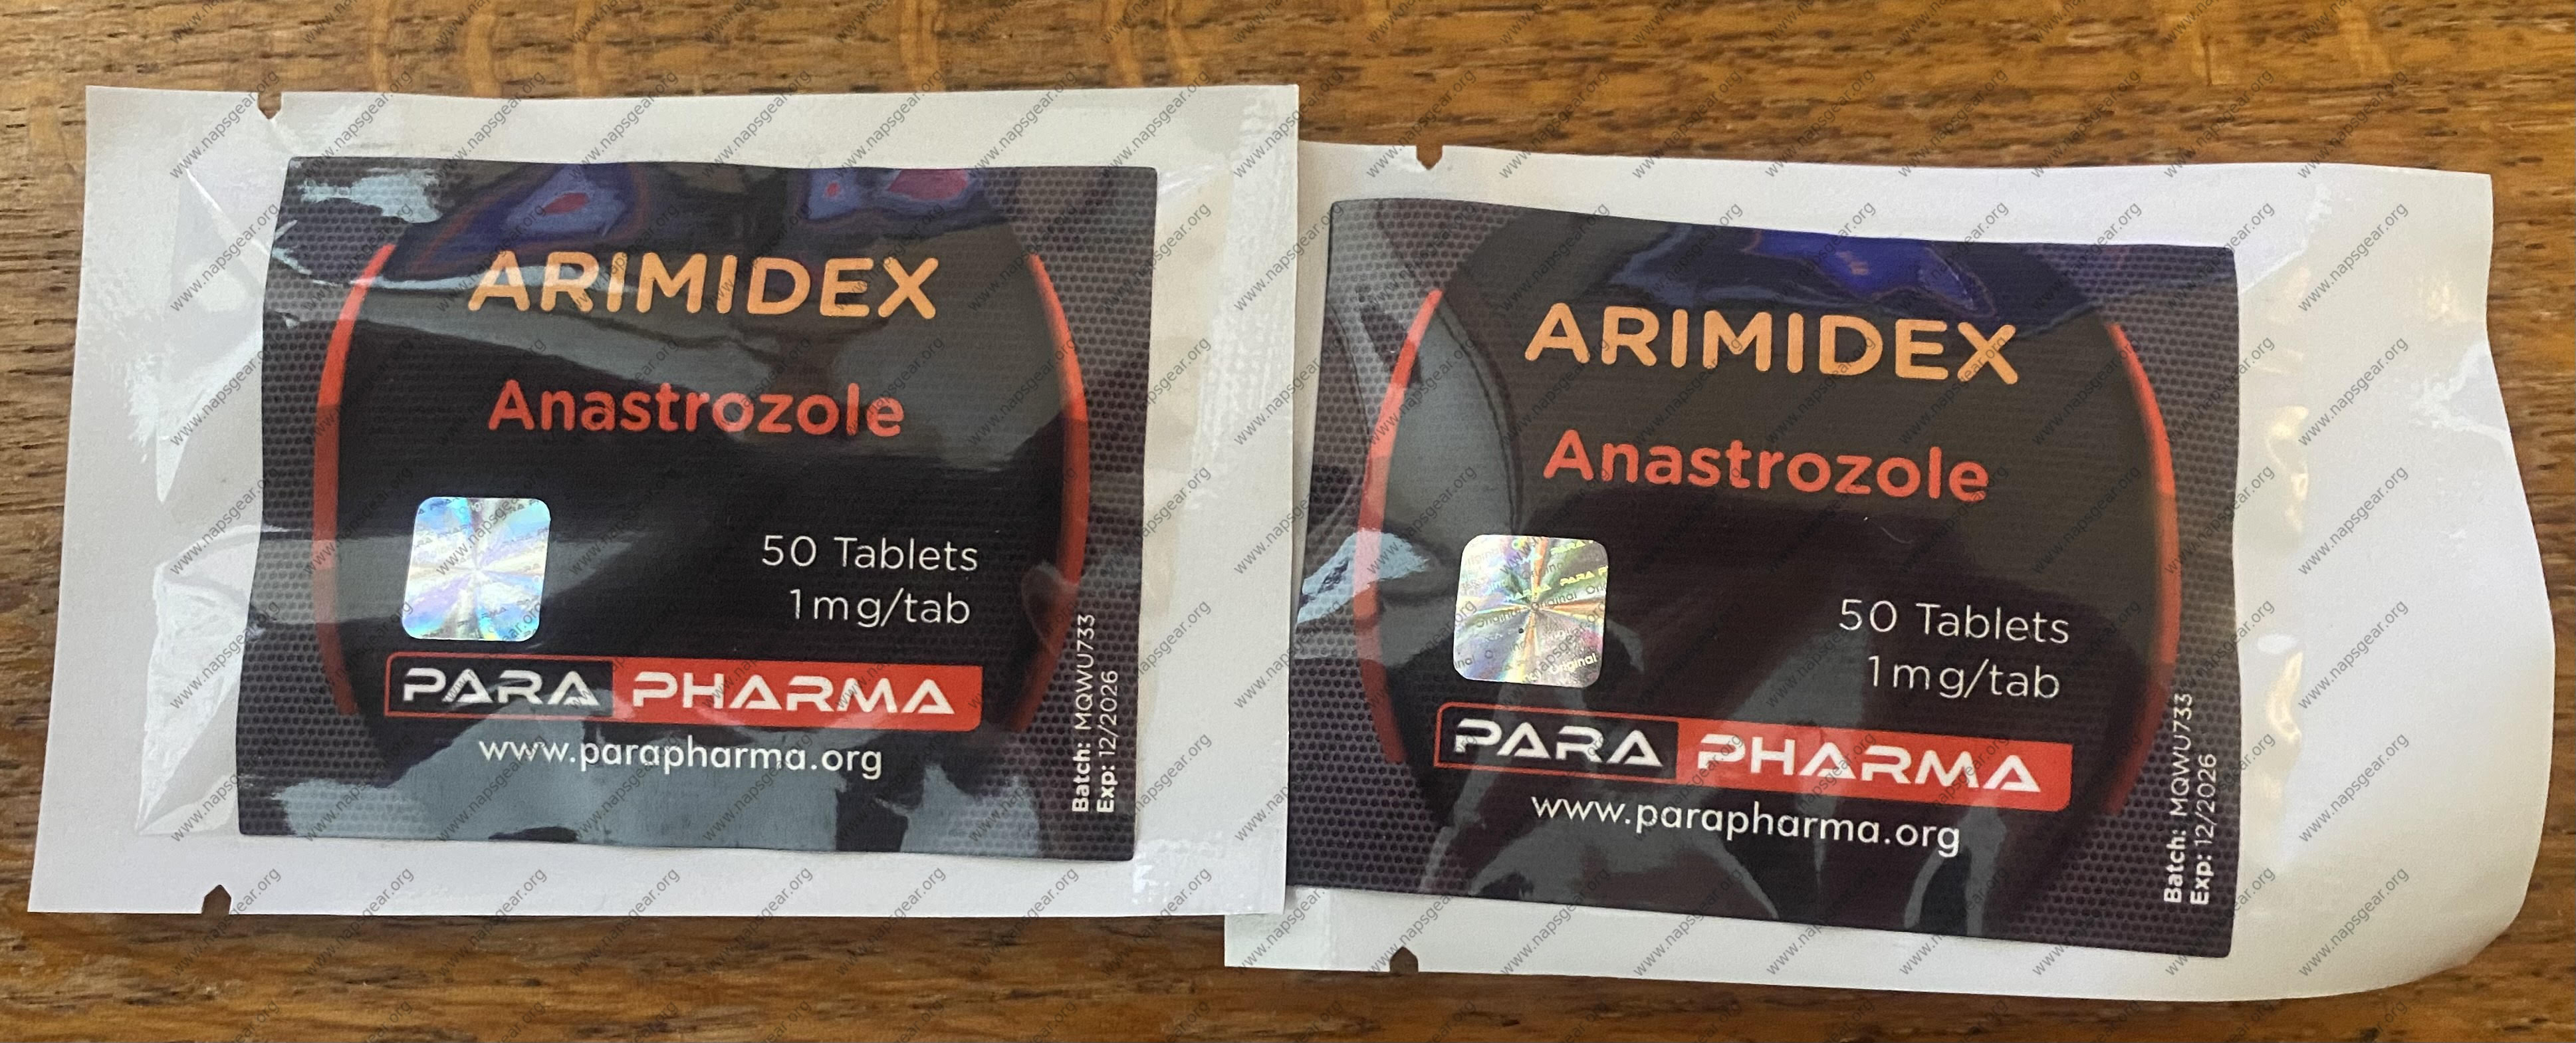 ARIMIDEX
Anastrozole
50 Tablets
1mg/tab
PARA PHARMA
www.parapharma.org
Batch: MQWU733
Exp: 12/2026
ARIMIDEX
Anastrozole
Original
50 Tablets
1mg/tab
PARA PHARMA
www.parapharma.org
Batch: MQWU733
Exp: 12/2026
www.napsgear.org